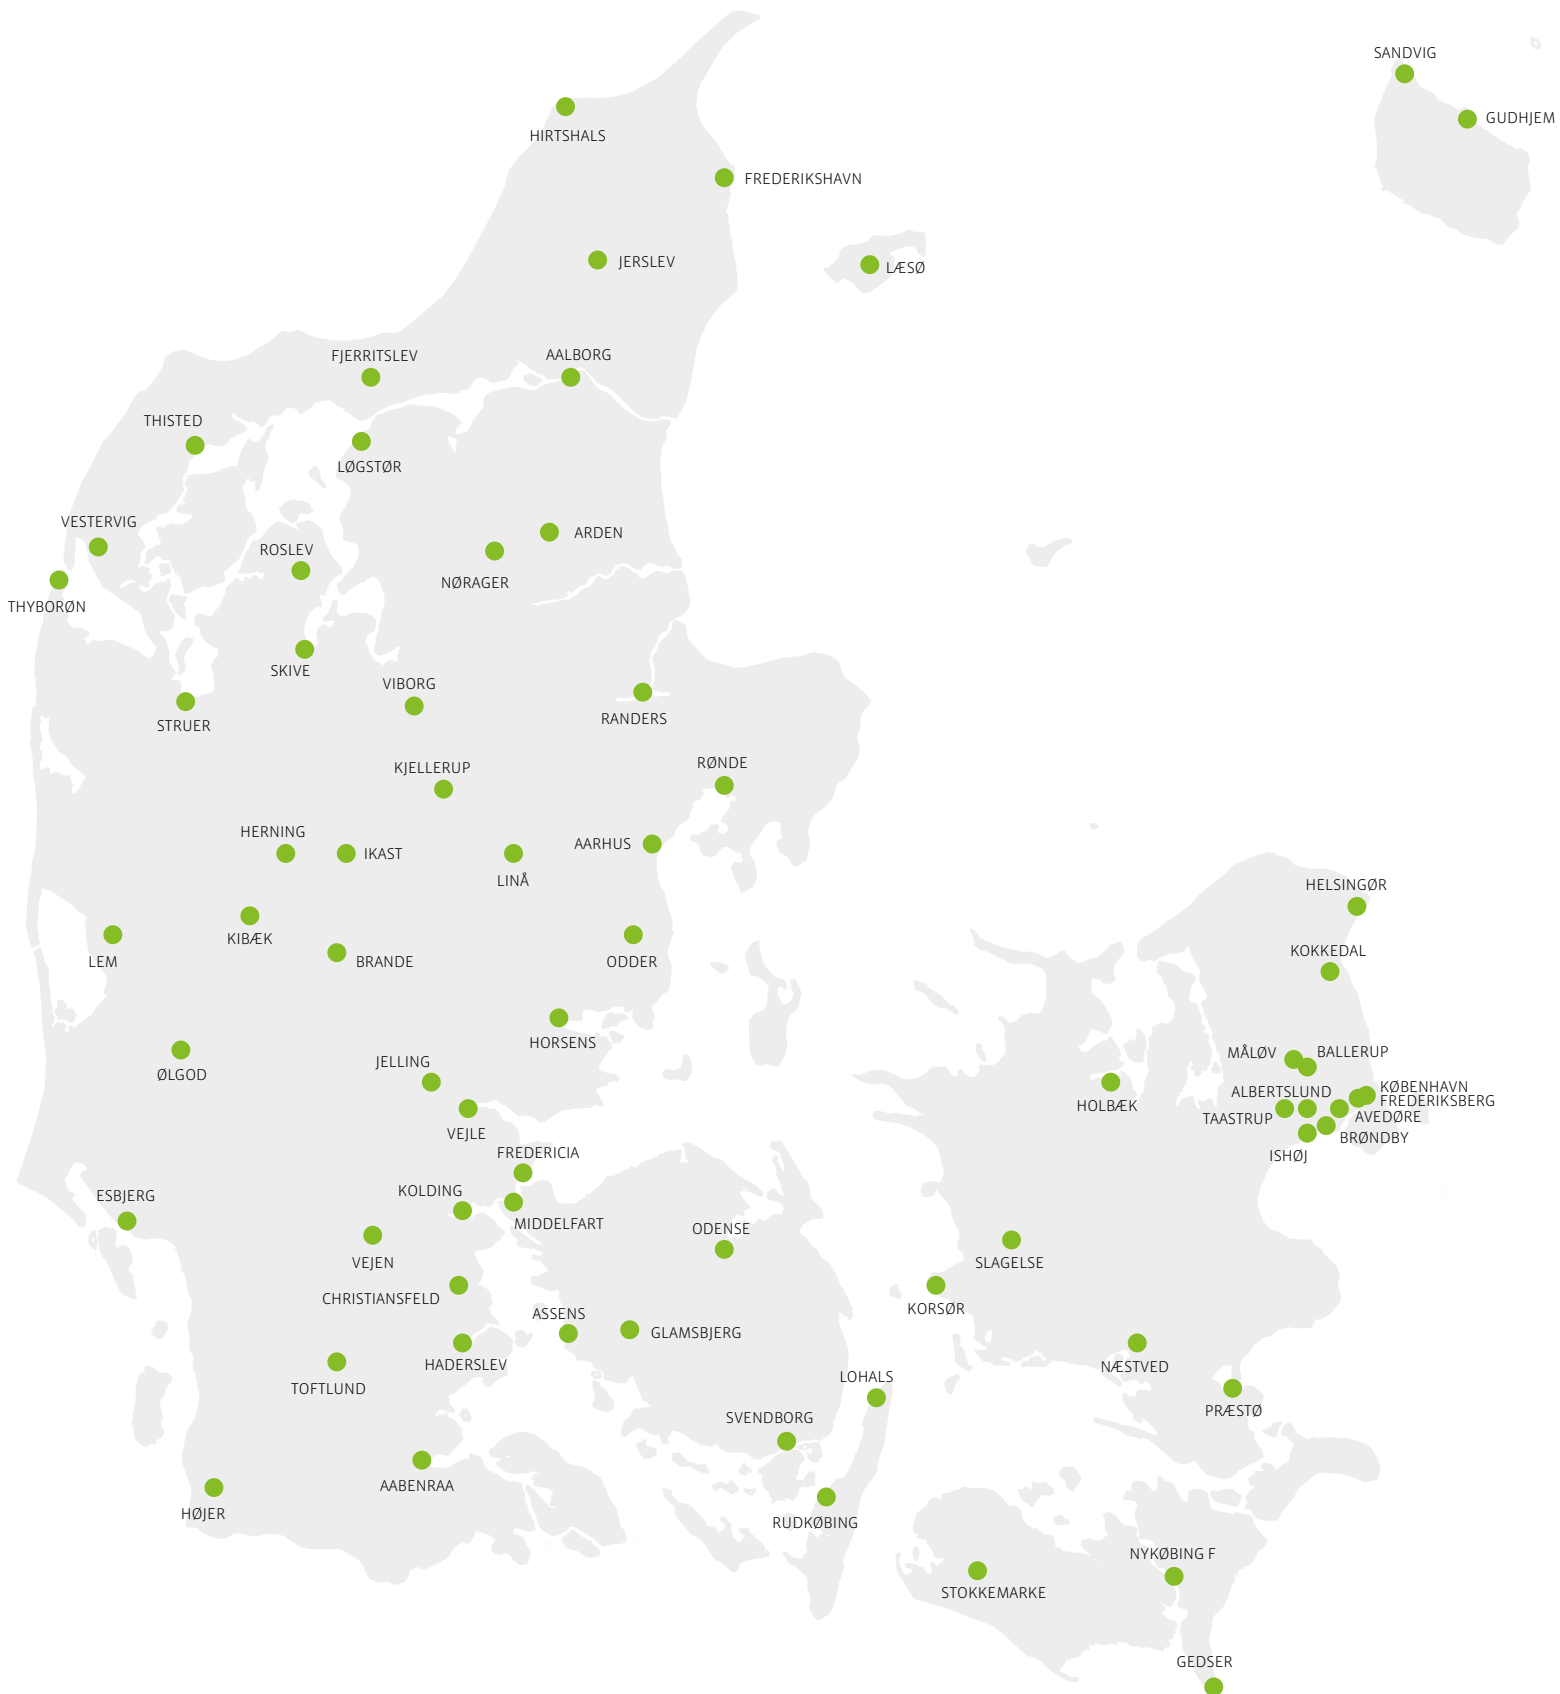 SANDVIG
GUDHJEM
HIRTSHALS
FREDERIKSHAVN
JERSLEV
LÆSØ
FJERRITSLEV
AALBORG
THISTED
LØGSTØR
VESTERVIG
ARDEN
ROSLEV
NØRAGER
THYBORØN
SKIVE
VIBORG
RANDERS
STRUER
RØNDE
KJELLERUP
HERNING
AARHUS
IKAST
LINÅ
HELSINGØR
KIBÆK
KOKKEDAL
LEM
BRANDE
ODDER
HORSENS
BALLERUP
MÅLØV
JELLING
ØLGOD
KØBENHAVN
ALBERTSLUND
FREDERIKSBERG
HOLBÆK
AVEDØRE
TAASTRUP
VEJLE
BRØNDBY
FREDERICIA
ISHØJ
KOLDING
ESBJERG
MIDDELFART
ODENSE
VEJEN
SLAGELSE
CHRISTIANSFELD
KORSØR
ASSENS
GLAMSBJERG
HADERSLEV
NÆSTVED
LOHALS
TOFTLUND
PRÆSTØ
SVENDBORG
AABENRAA
HØJER
RUDKØBING
NYKØBING F
STOKKEMARKE
GEDSER